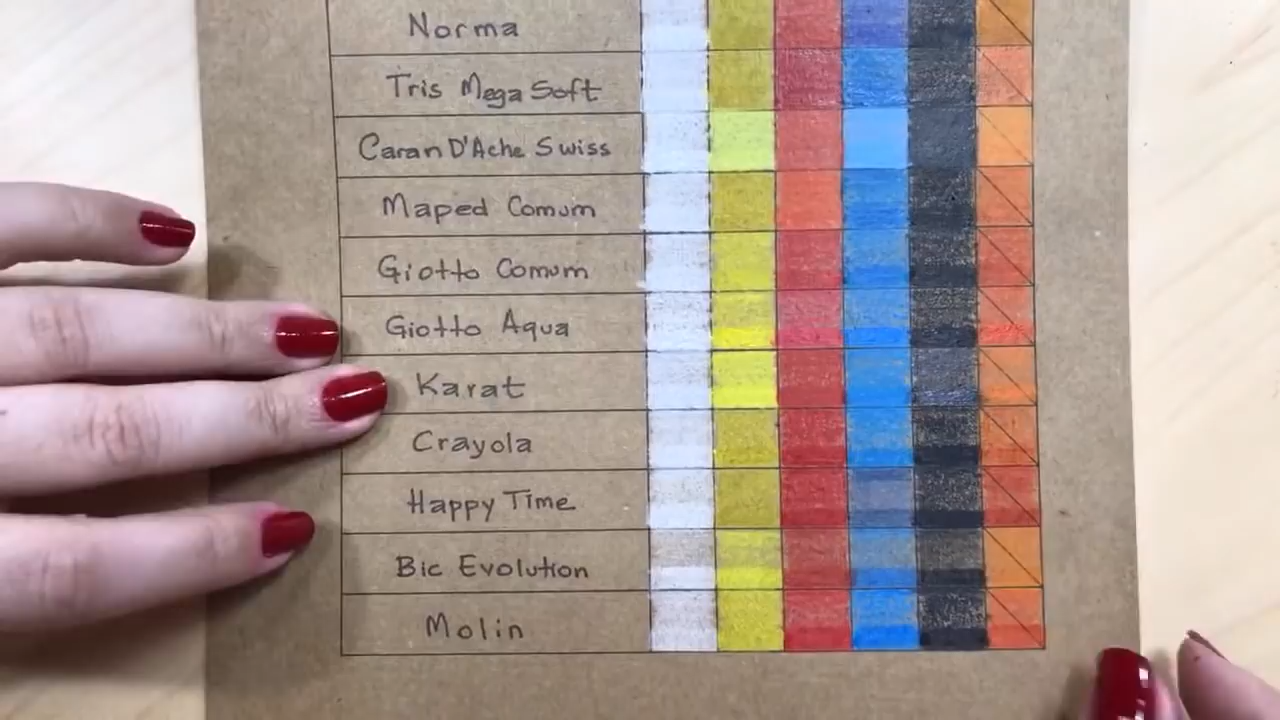 Norma
Tris Mega Soft
Caran D'Ache Swiss
Maped Comum
Giotto Comum
Giotto Aqua
Karat
Crayola
Happy Time
Bic Evolution
Molin